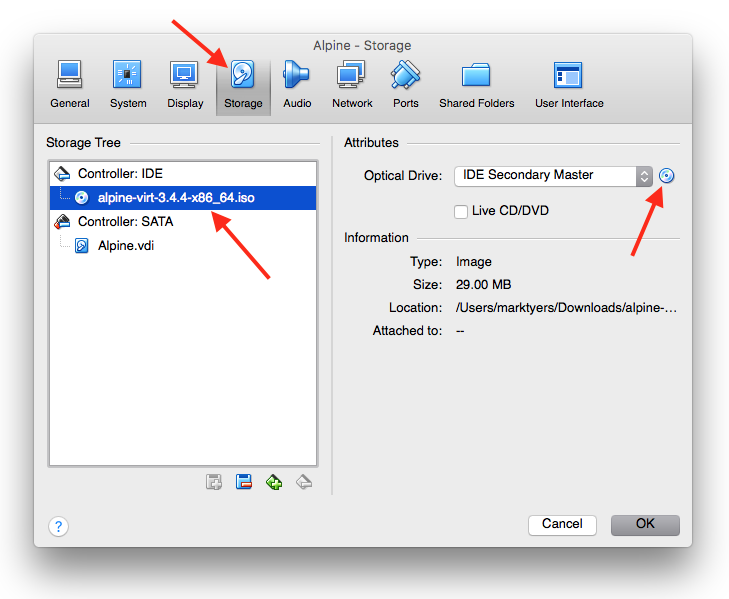 Alpine - Storage
General System Display Storage Audio Network Ports Shared Folders User Interface
Storage Tree
Controller: IDE
alpine-virt-3.4.4-x86_64.iso
Controller: SATA
Alpine.vdi
Attributes
Optical Drive: IDE Secondary Master
Live CD/DVD
Information
Type: Image
Size: 29.00 MB
Location: /Users/marktyers/Downloads/alpine-...
Attached to: --
?
Cancel OK